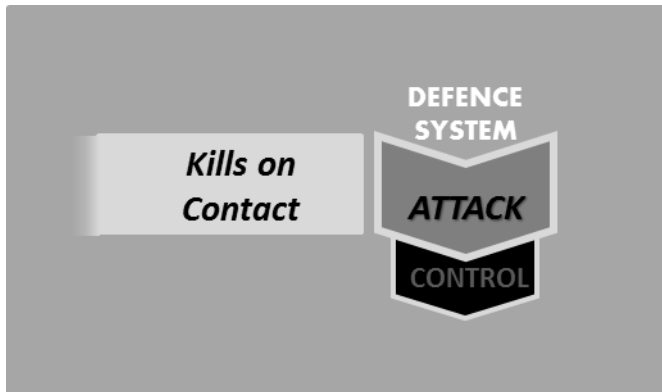 Kills on
Contact
DEFENCE
SYSTEM
ATTACK
CONTROL